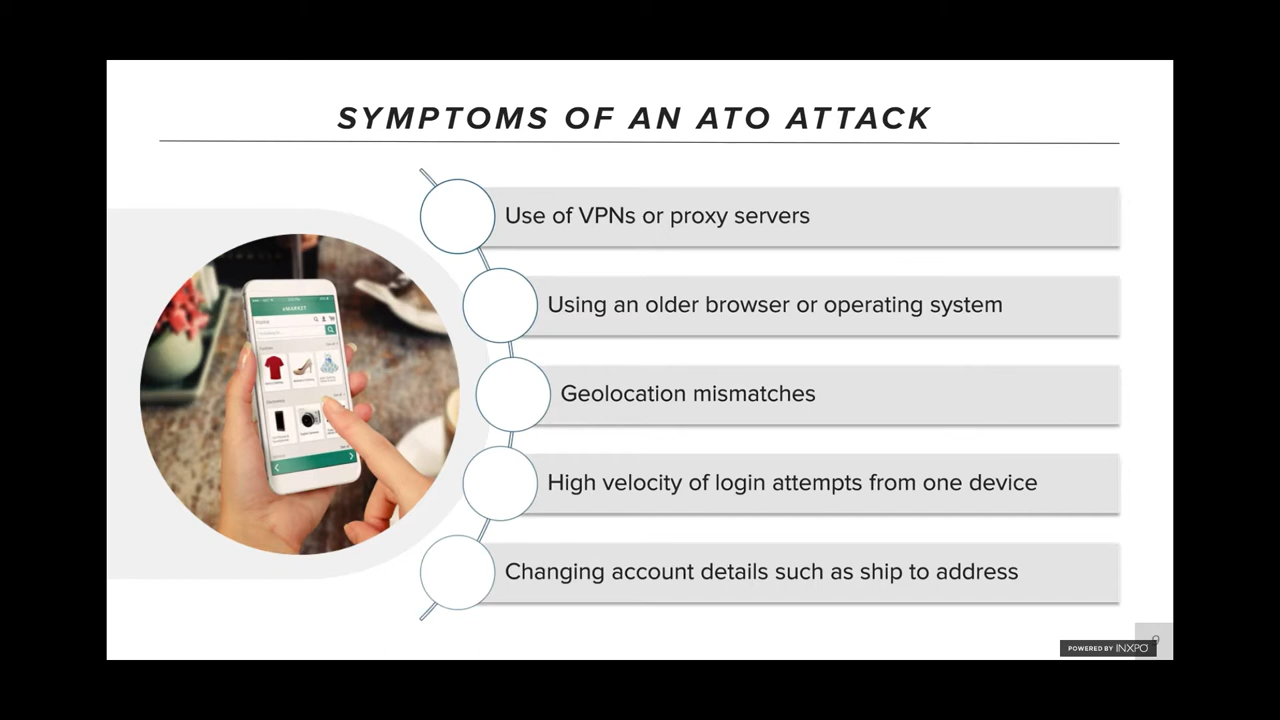 SYMPTOMS OF AN ATO ATTACK
Use of VPNs or proxy servers
Using an older browser or operating system
Geolocation mismatches
High velocity of login attempts from one device
Changing account details such as ship to address
9
POWERED BY INXPO